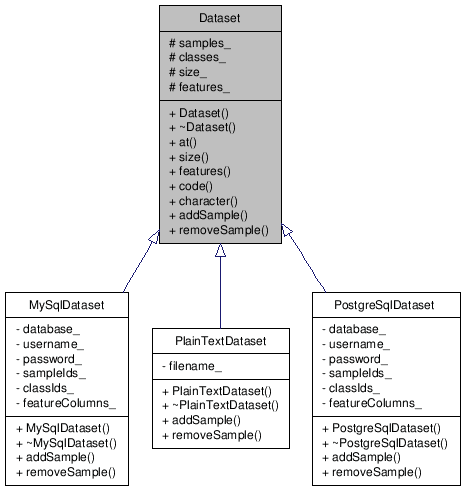 Dataset
# samples_
# classes_
# size_
# features_
+ Dataset()
+ ~Dataset()
+ at()
+ size()
+ features()
+ code()
+ character()
+ addSample()
+ removeSample()
MySqlDataset
- database_
- username_
- password_
- sampleIds_
- classIds_
- featureColumns_
+ MySqlDataset()
+ ~MySqlDataset()
+ addSample()
+ removeSample()
PlainTextDataset
- filename_
+ PlainTextDataset()
+ ~PlainTextDataset()
+ addSample()
+ removeSample()
PostgreSqlDataset
- database_
- username_
- password_
- sampleIds_
- classIds_
- featureColumns_
+ PostgreSqlDataset()
+ ~PostgreSqlDataset()
+ addSample()
+ removeSample()